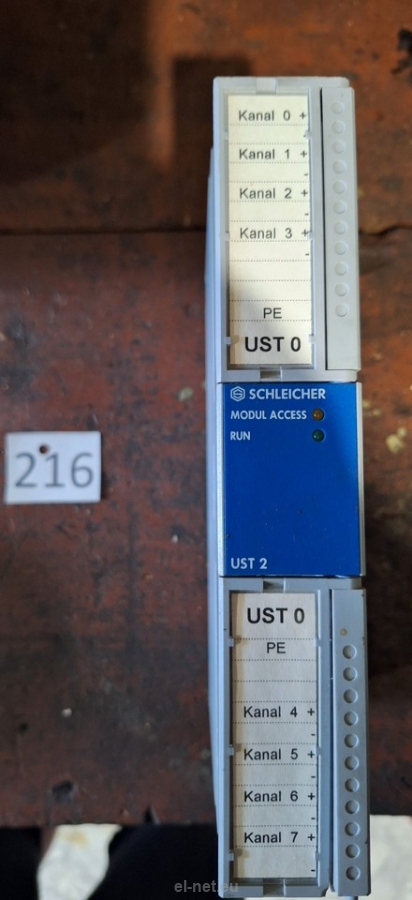 Kanal 0 +
-
Kanal 1 +
-
Kanal 2 +
-
Kanal 3 +
-
PE
UST 0
SCHLEICHER
MODUL ACCESS
RUN
216
UST 2
UST 0
PE
Kanal 4 +
-
Kanal 5 +
-
Kanal 6 +
-
Kanal 7 +
-
el-net.eu